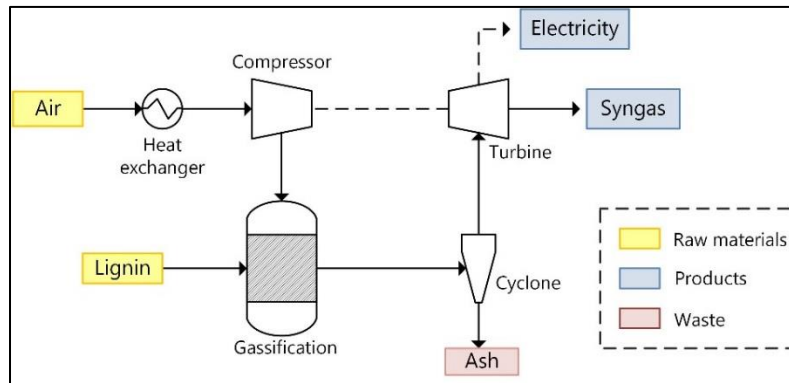 Electricity
Compressor
Air
Syngas
Heat
exchanger
Turbine
Raw materials
Lignin
Products
Cyclone
Waste
Gassification
Ash